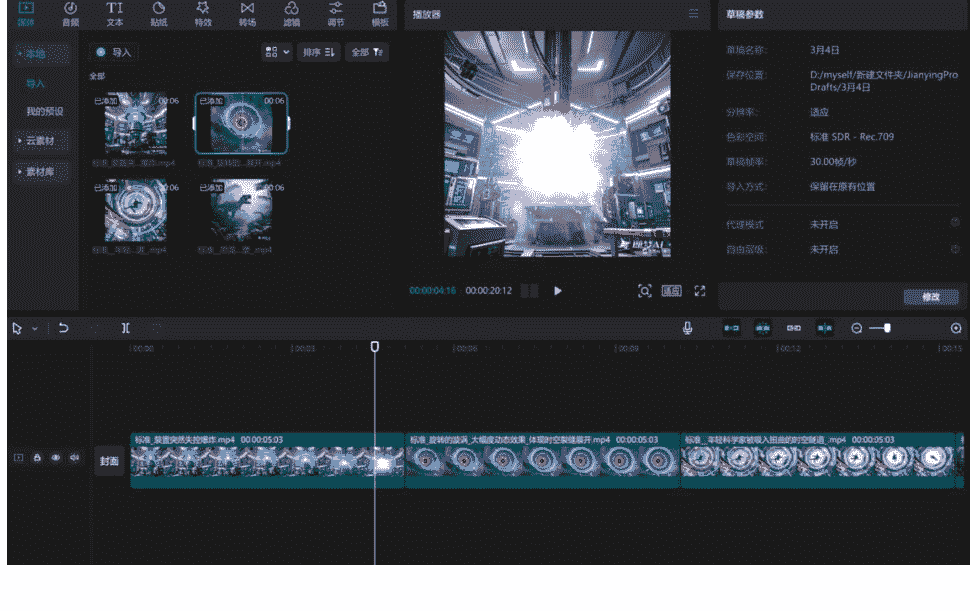 媒体 音频 文本 贴纸 特效 转场 滤镜 调节 模板
播放器
草稿参数
本地
导入
排序
全部
导入
全部
我的预设
云素材
素材库
已添加 00:06
已添加 00:06
已添加
00:06
已添加
00:06
草稿名称:
3月4日
保存位置:
D:/myself/新建文件夹/JianyingPro
Drafts/3月4日
分辨率:
适应
色彩空间:
标准 SDR - Rec.709
草稿帧率:
30.00帧/秒
导入方式:
保留在原有位置
代理模式
未开启
自由层级:
未开启
修改
00:00:04:16
00:00:20:12
适应
00:00
00:03
00:06
00:09
00:12
00:15
封面
标准_装置突然失控爆炸.mp4 00:00:05:03
标准_旋转的漩涡_大幅度动态效果_体现时空裂缝展开.mp4 00:00:05:03
标准__年轻科学家被吸入扭曲的时空隧道_.mp4 00:00:05:03